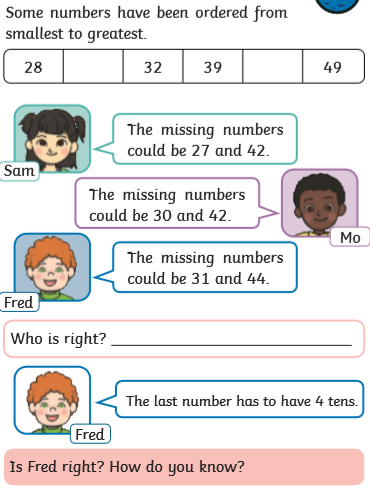 Some numbers have been ordered from
smallest to greatest.
28 32 39 49
The missing numbers
could be 27 and 42.
Sam
The missing numbers
could be 30 and 42.
Mo
The missing numbers
could be 31 and 44.
Fred
Who is right? ______________________________
The last number has to have 4 tens.
Fred
Is Fred right? How do you know?